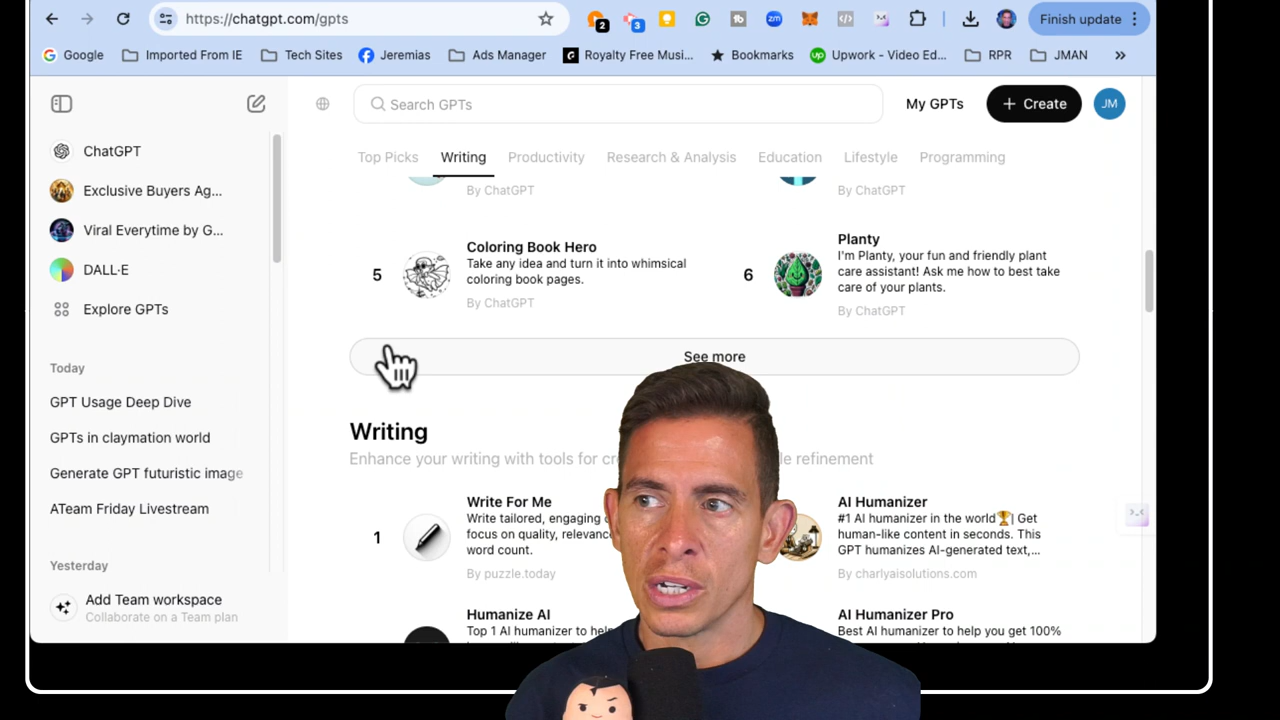 https://chatgpt.com/gpts
2
3
zm
Finish update
Google
Imported From IE
Tech Sites
Jeremias
Ads Manager
Royalty Free Musi...
Bookmarks
up
Upwork - Video Ed...
RPR
JMAN
Search GPTs
My GPTs
+ Create
JM
ChatGPT
Exclusive Buyers Ag...
Viral Everytime by G...
DALL·E
Explore GPTs
Today
GPT Usage Deep Dive
GPTs in claymation world
Generate GPT futuristic image
ATeam Friday Livestream
Yesterday
Add Team workspace
Collaborate on a Team plan
Top Picks
Writing
Productivity
Research & Analysis
Education
Lifestyle
Programming
By ChatGPT
By ChatGPT
5
Coloring Book Hero
Take any idea and turn it into whimsical
coloring book pages.
By ChatGPT
6
Planty
I'm Planty, your fun and friendly plant
care assistant! Ask me how to best take
care of your plants.
By ChatGPT
See more
Writing
Enhance your writing with tools for refinement
1
Write For Me
Write tailored, engaging
focus on quality, relevance
word count.
By puzzle.today
AI Humanizer
#1 AI humanizer in the world🏆| Get
human-like content in seconds. This
GPT humanizes AI-generated text,...
By charlyaisolutions.com
Humanize AI
Top 1 AI humanizer to help
AI Humanizer Pro
Best AI humanizer to help you get 100%